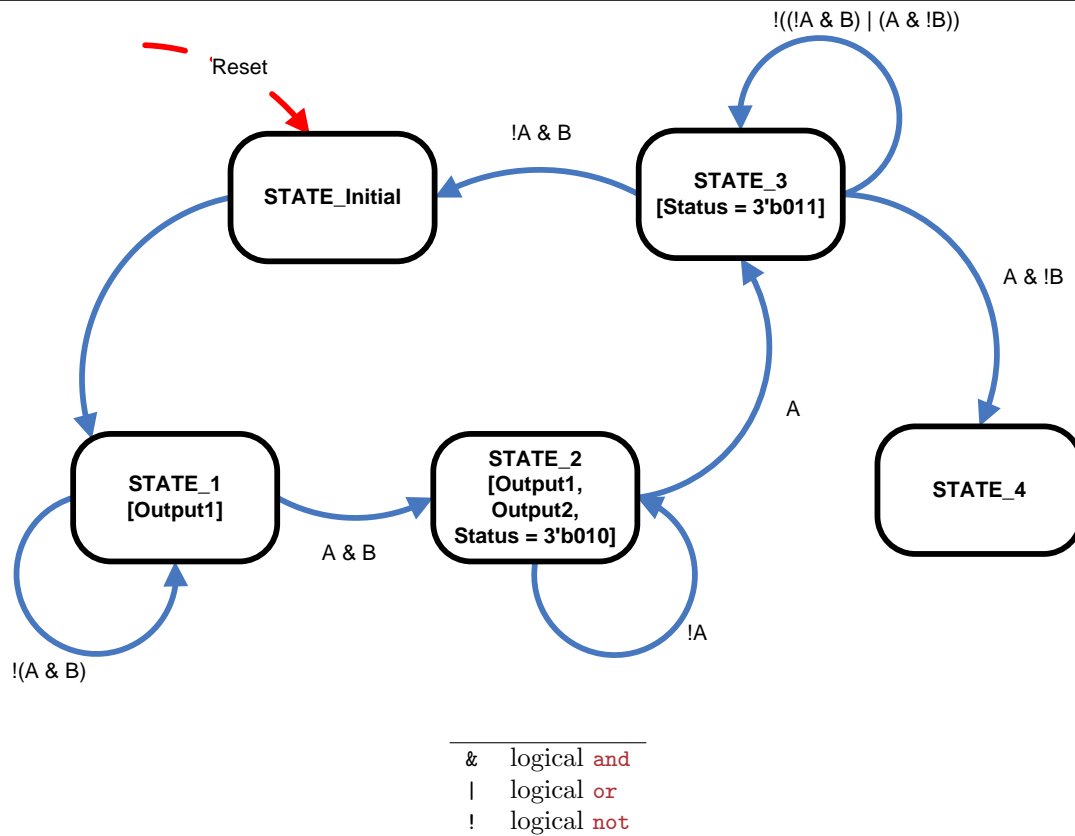 !((!A & B) | (A & !B))
Reset
!A & B
STATE_Initial
STATE_3
[Status = 3'b011]
A & !B
A
STATE_1
[Output1]
STATE_2
[Output1,
Output2,
Status = 3'b010]
STATE_4
A & B
!A
!(A & B)
& logical and
| logical or
! logical not